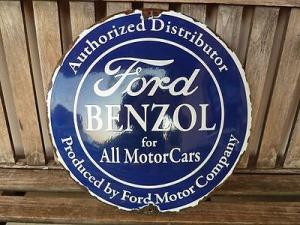 Authorized Distributor
Ford
BENZOL
for
All MotorCars
Produced by Ford Motor Company